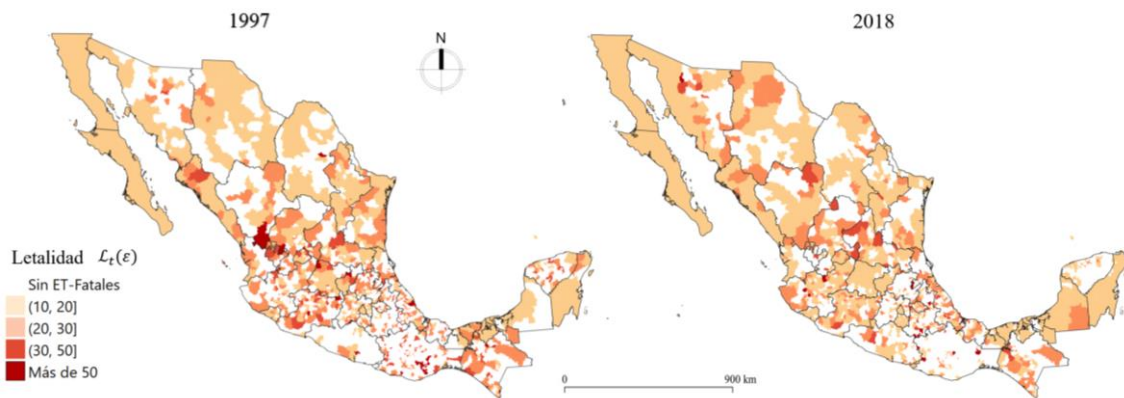 1997
2018
N
Letalidad ℒₜ(ε)
Sin ET-Fatales
(10, 20]
(20, 30]
(30, 50]
Más de 50
0 900 km